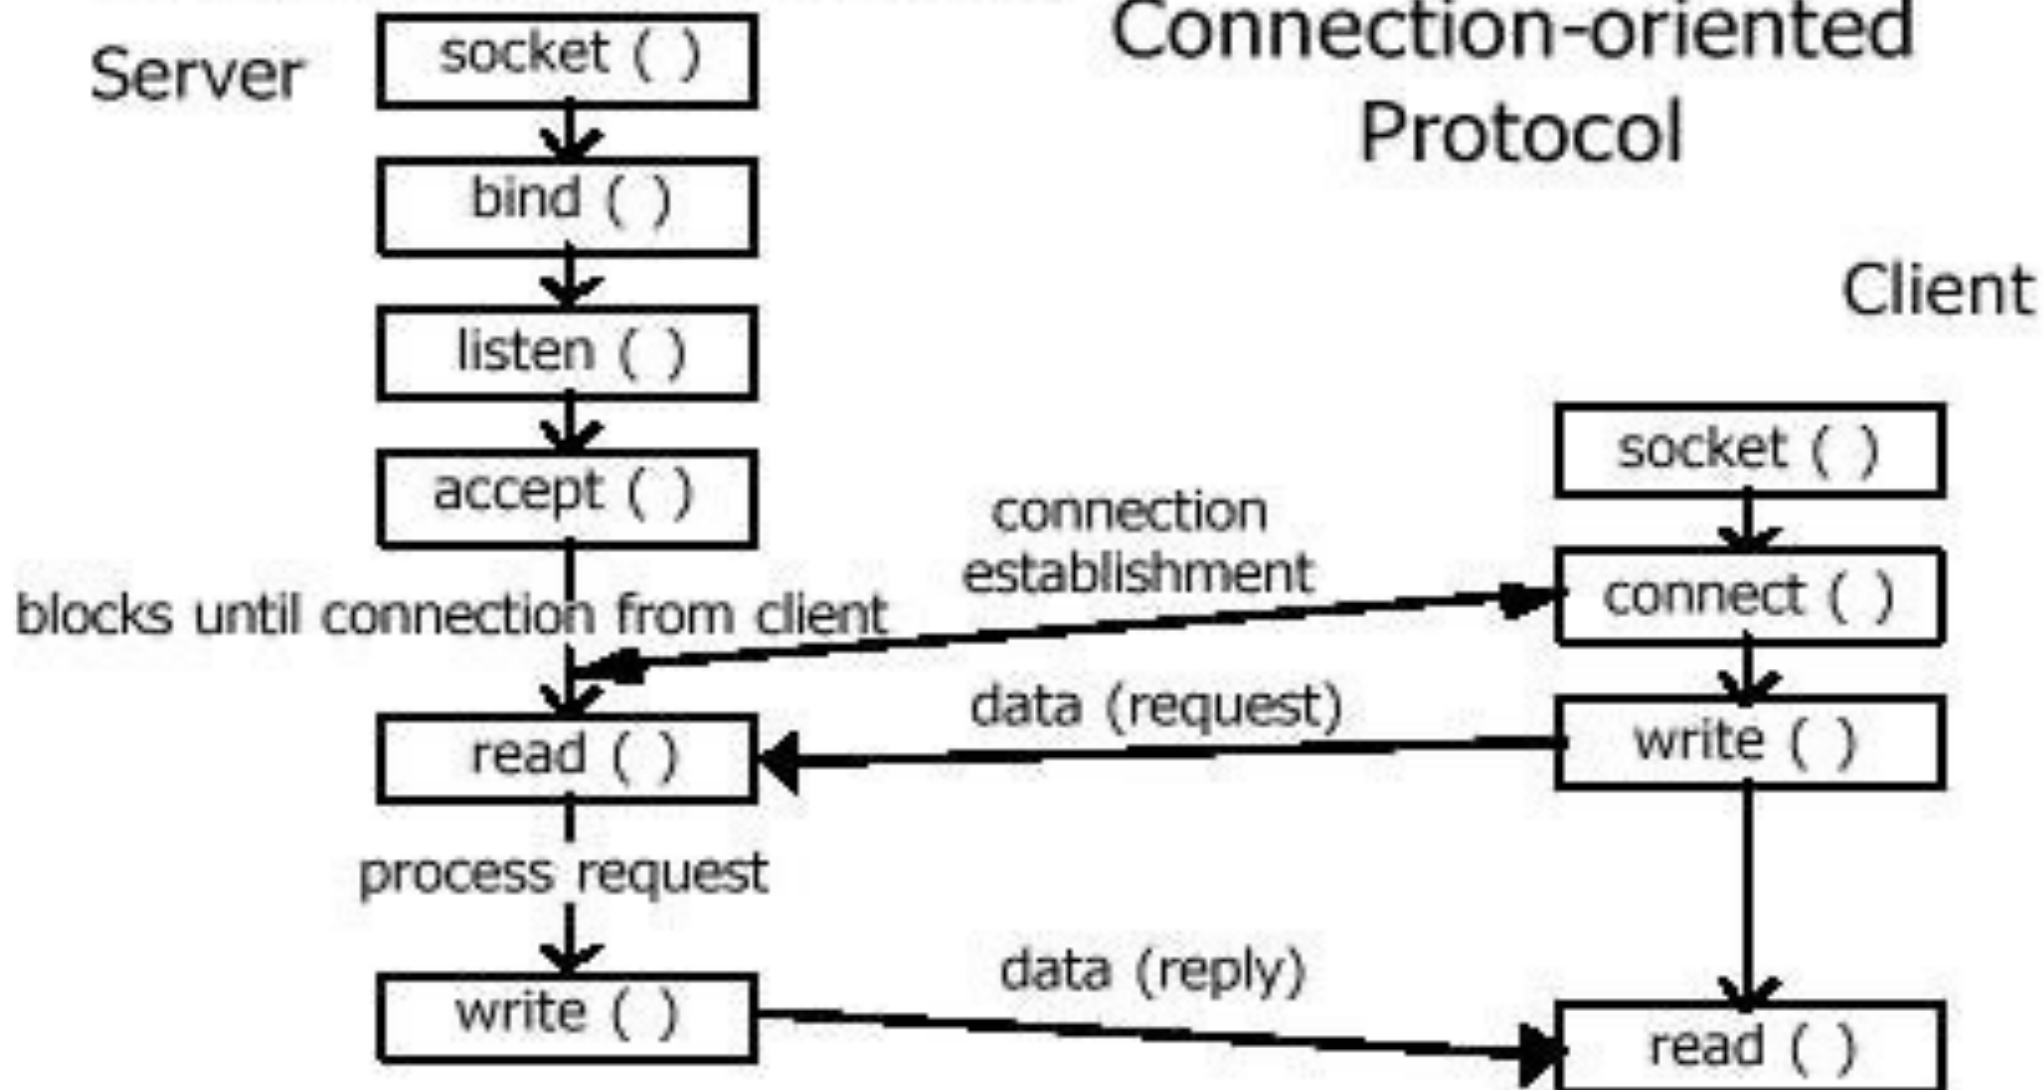 Connection-oriented
Protocol
Server
socket ( )
bind ( )
listen ( )
accept ( )
blocks until connection from client
read ( )
process request
write ( )
connection
establishment
data (request)
data (reply)
Client
socket ( )
connect ( )
write ( )
read ( )